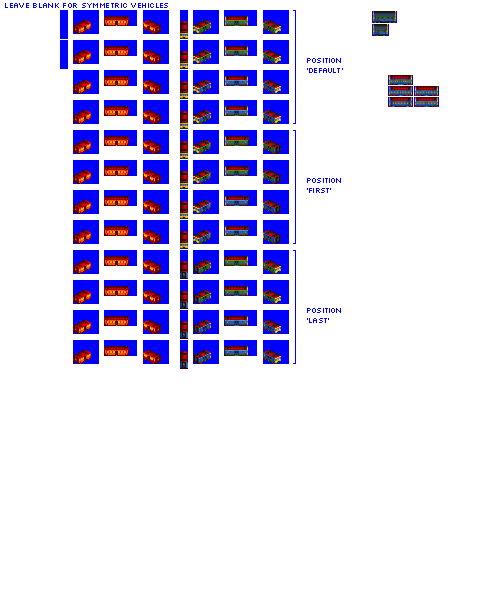 LEAVE BLANK FOR SYMMETRIC VEHICLES
POSITION
'DEFAULT'
POSITION
'FIRST'
POSITION
'LAST'